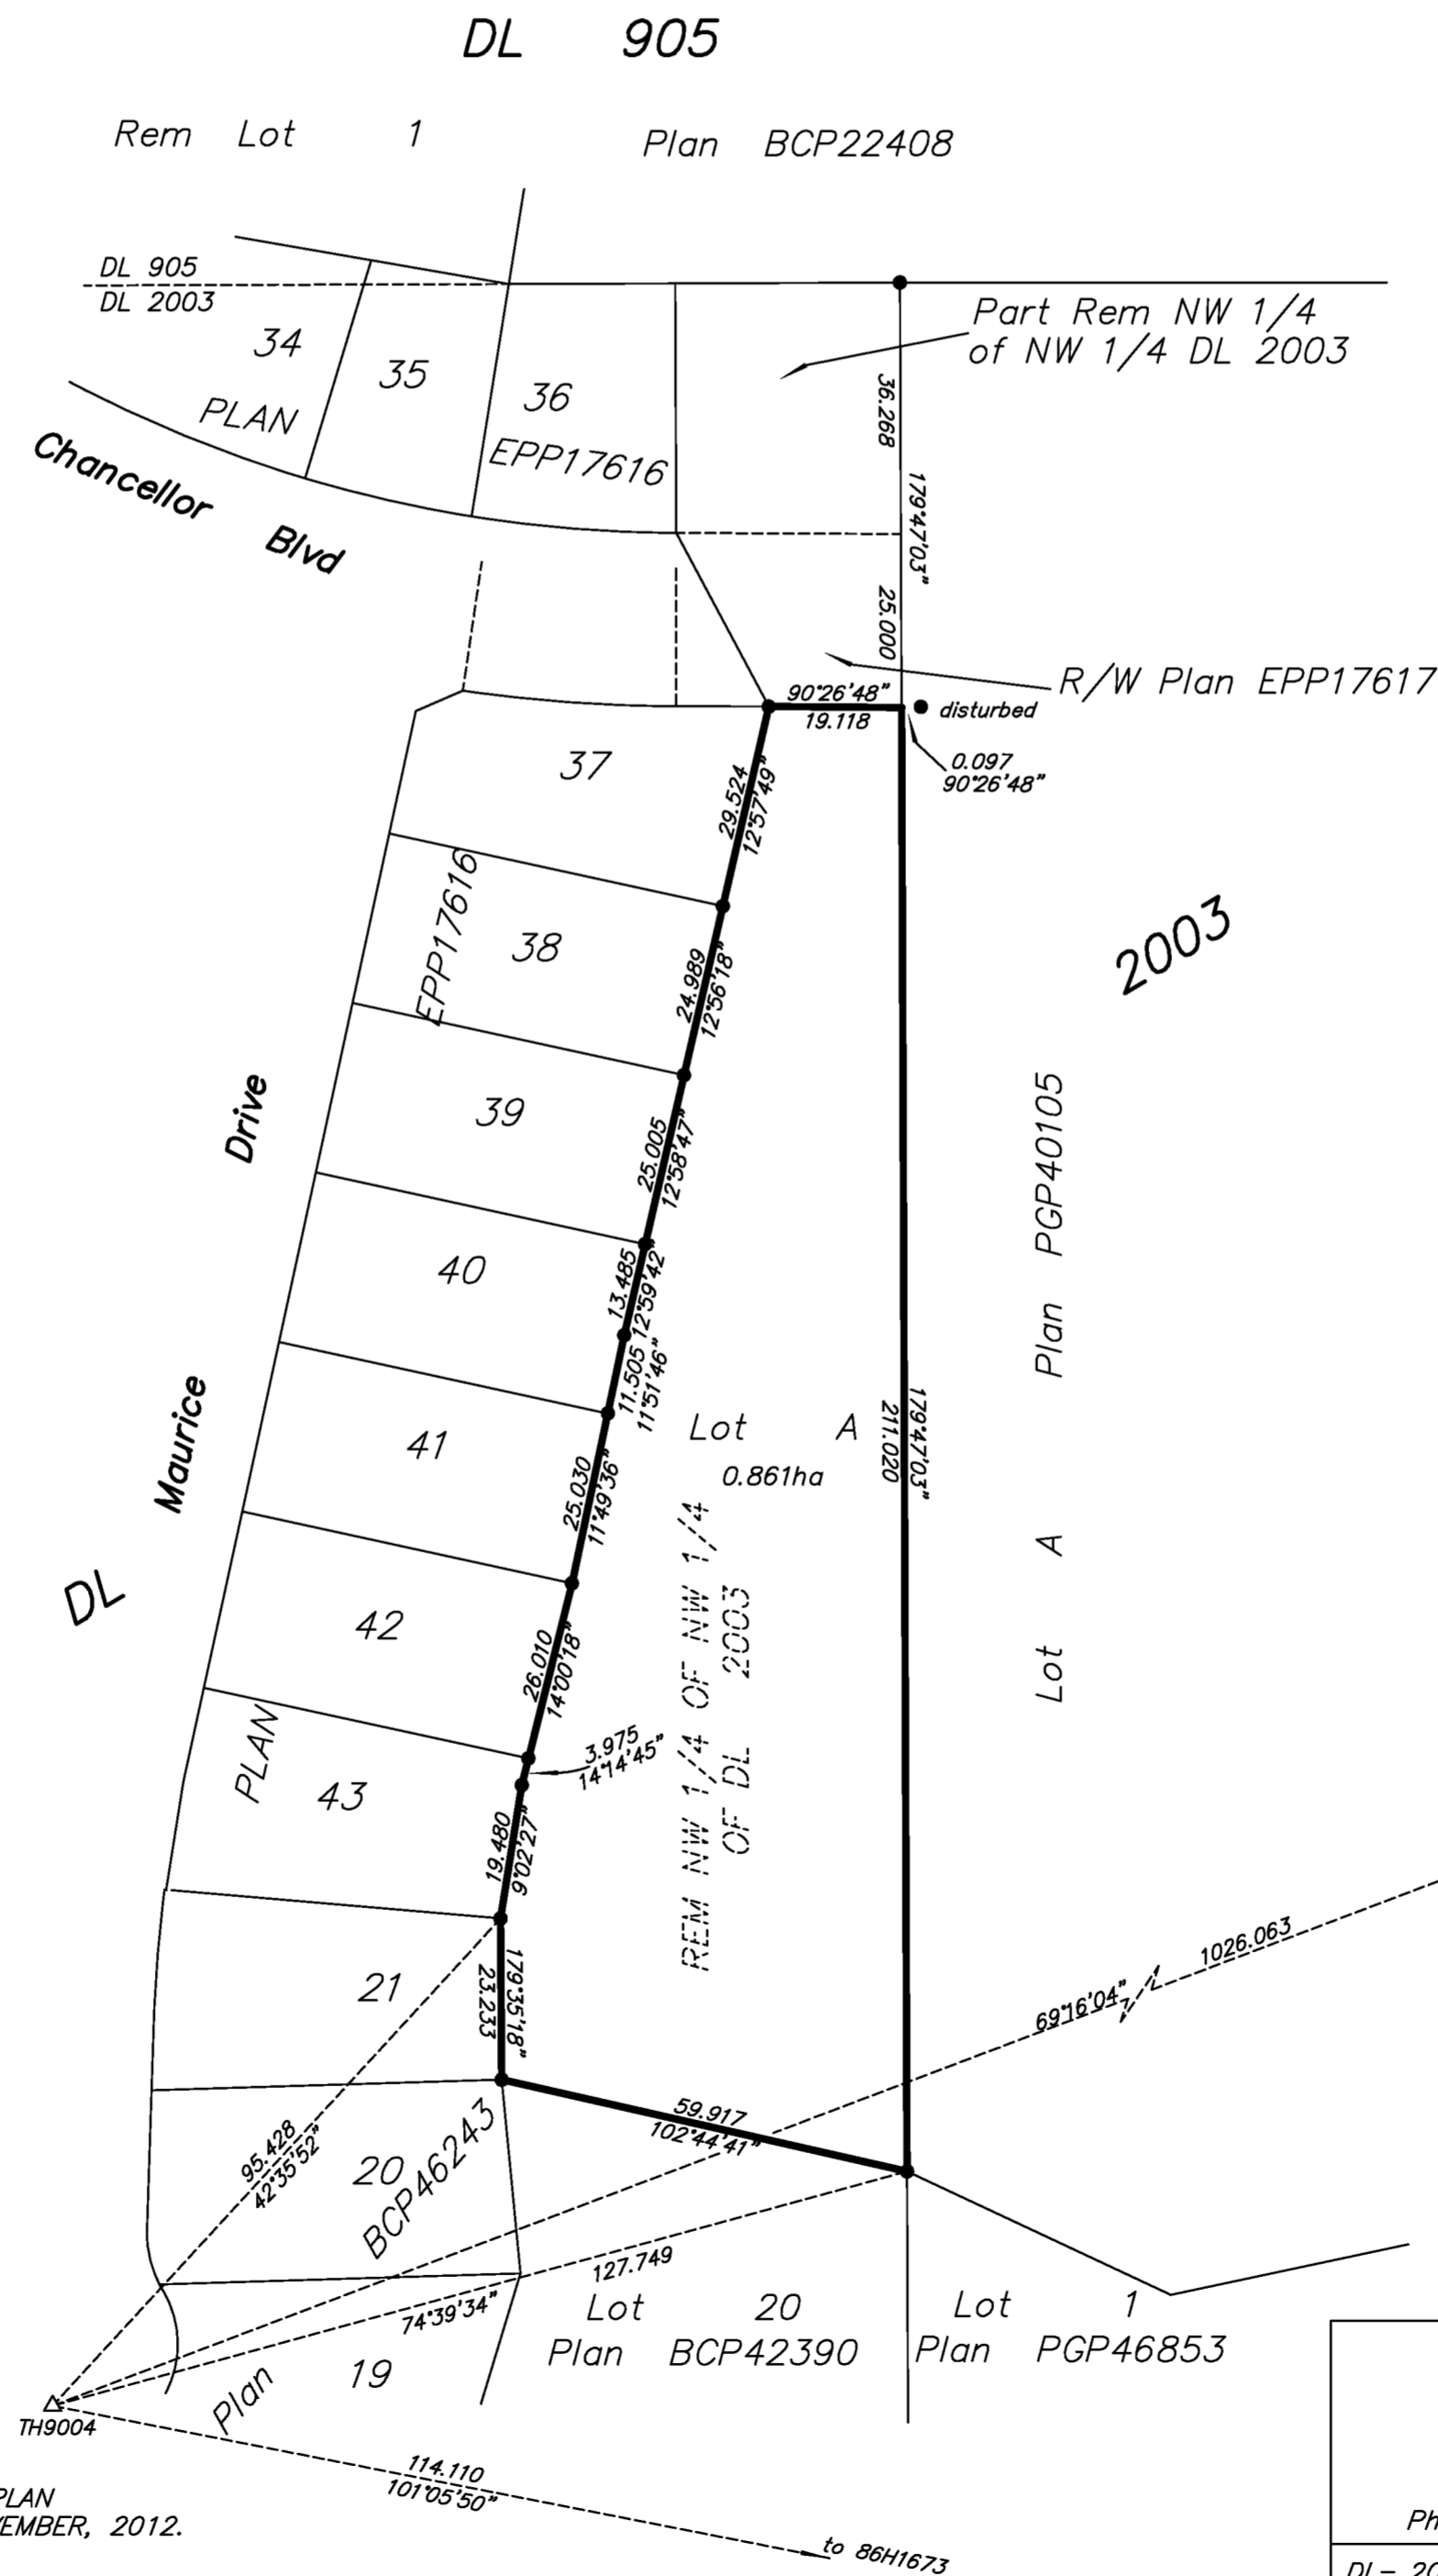 DL 905
Rem Lot 1 Plan BCP22408
DL 905
DL 2003
34
35
36
PLAN
EPP17616
Part Rem NW 1/4
of NW 1/4 DL 2003
36.268
179°47'03"
25.000
Chancellor Blvd
R/W Plan EPP17617
90°26'48"
19.118
disturbed
0.097
90°26'48"
37
29.524
12°57'49"
38
EPP17616
24.989
12°56'18"
2003
39
25.005
12°58'47"
Plan PGP40105
Drive
40
13.485
12°59'42"
11.505
11°51'46"
41
Lot A
0.861ha
179°47'03"
211.020
Maurice
25.030
11°49'36"
DL
42
REM NW 1/4 OF NW 1/4
OF DL 2003
Lot A
26.010
14°00'18"
3.975
14°14'45"
PLAN
43
19.480
9°02'27"
21
179°35'18"
23.233
1026.063
69°16'04"
59.917
102°44'41"
95.428
42°35'52"
20
BCP46243
127.749
74°39'34"
Lot 20
Plan BCP42390
Lot 1
Plan PGP46853
19
Plan
TH9004
114.110
101°05'50"
to 86H1673
PLAN
EMBER, 2012.
Ph
DL- 20